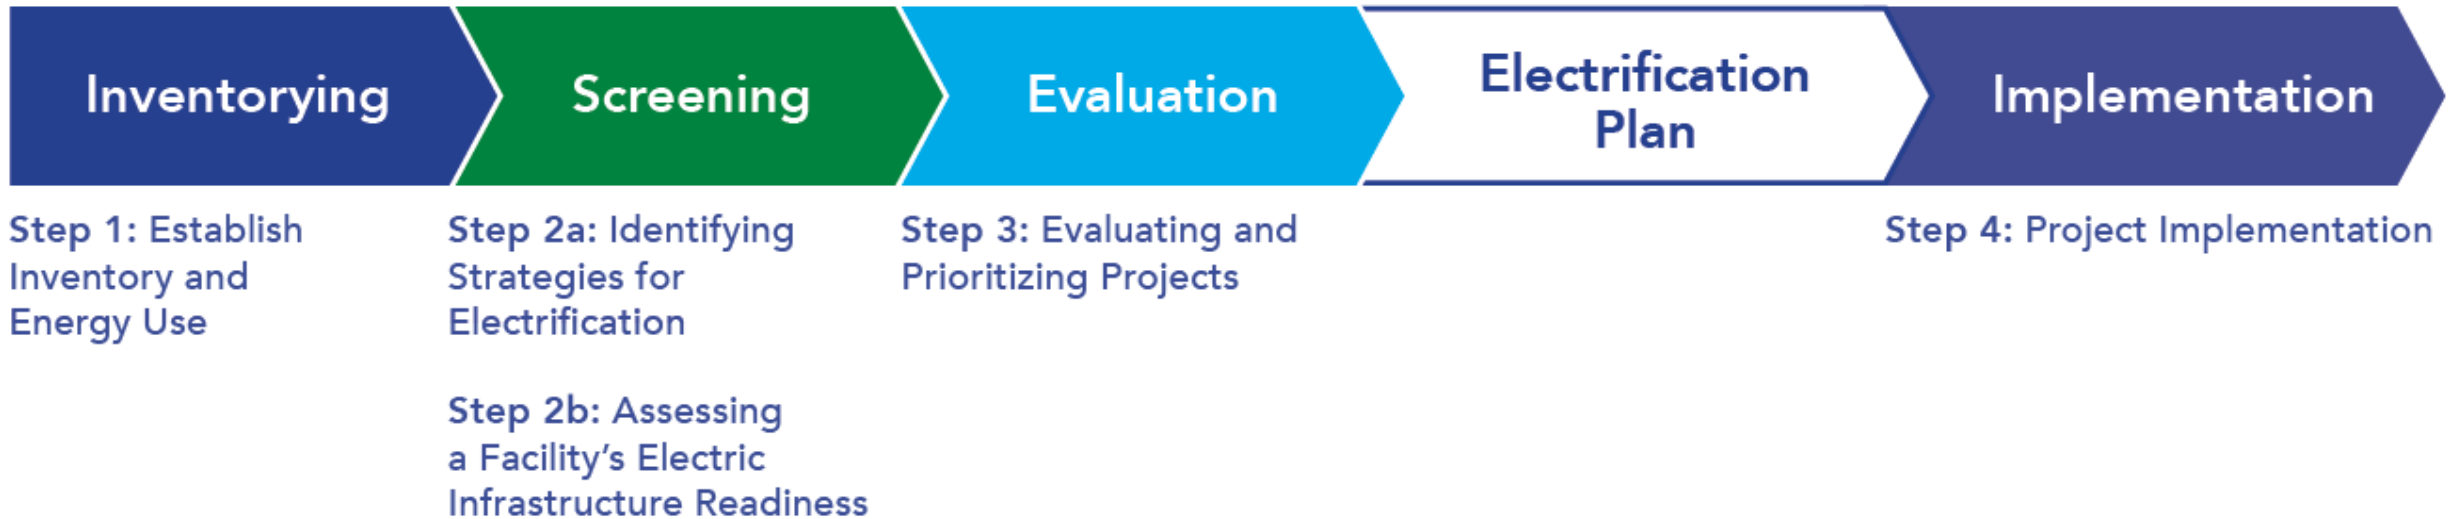 Inventorying
Screening
Evaluation
Electrification
Plan
Implementation
Step 1: Establish
Inventory and
Energy Use
Step 2a: Identifying
Strategies for
Electrification
Step 2b: Assessing
a Facility’s Electric
Infrastructure Readiness
Step 3: Evaluating and
Prioritizing Projects
Step 4: Project Implementation